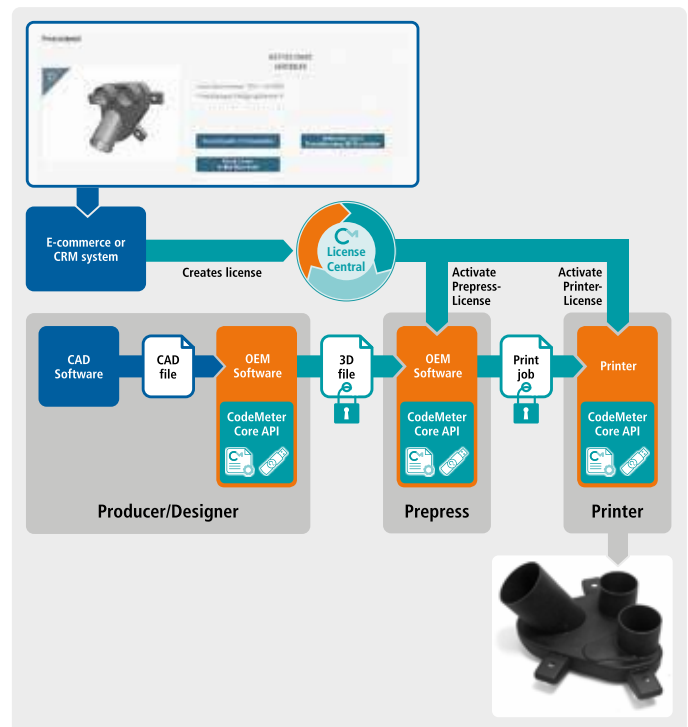 E-commerce or
CRM system
Creates license
License
Central
Activate
Prepress-
License
Activate
Printer-
License
CAD
Software
CAD
file
OEM
Software
3D
file
OEM
Software
Print
job
Printer
CodeMeter
Core API
CodeMeter
Core API
CodeMeter
Core API
Producer/Designer
Prepress
Printer